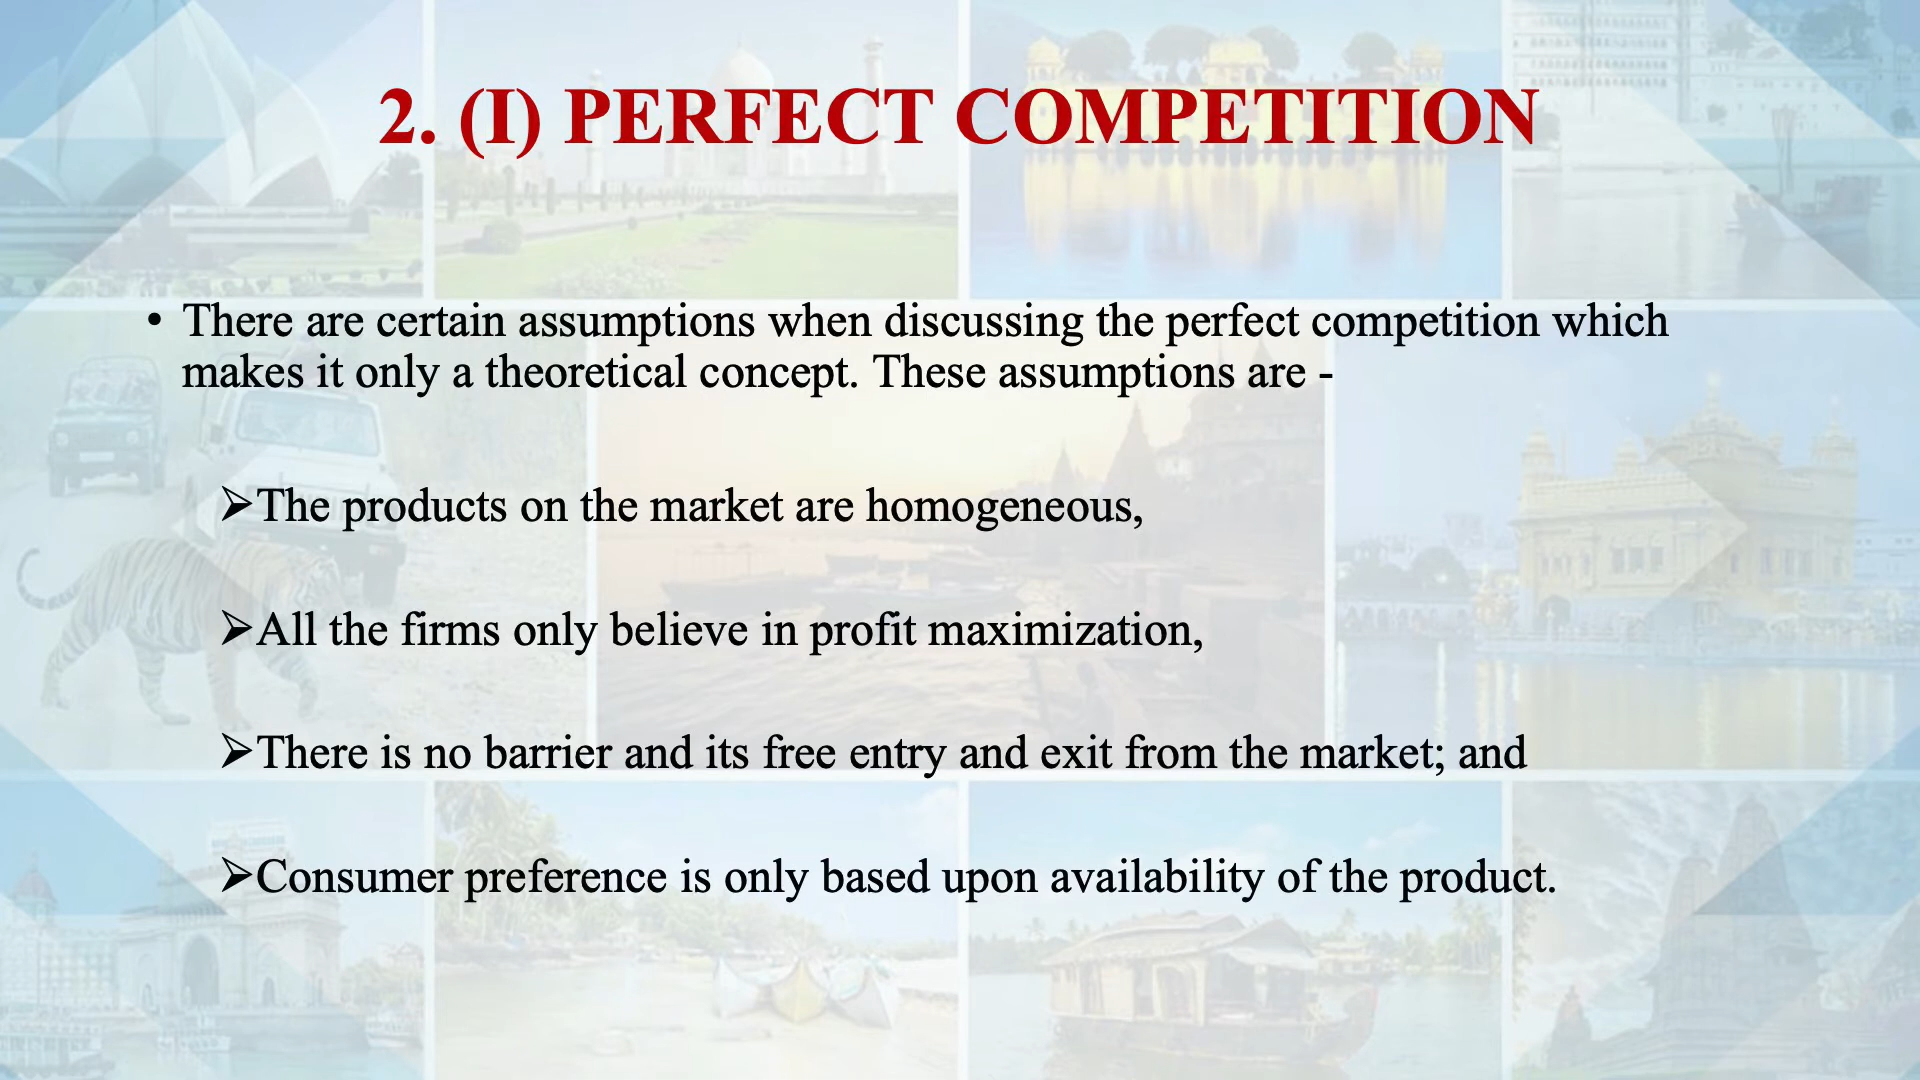 2. (I) PERFECT COMPETITION
• There are certain assumptions when discussing the perfect competition which
makes it only a theoretical concept. These assumptions are -
➢The products on the market are homogeneous,
➢All the firms only believe in profit maximization,
➢There is no barrier and its free entry and exit from the market; and
➢Consumer preference is only based upon availability of the product.